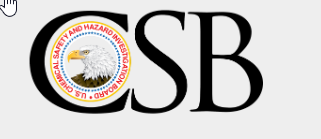 CSB
U.S. CHEMICAL SAFETY AND HAZARD INVESTIGATION BOARD